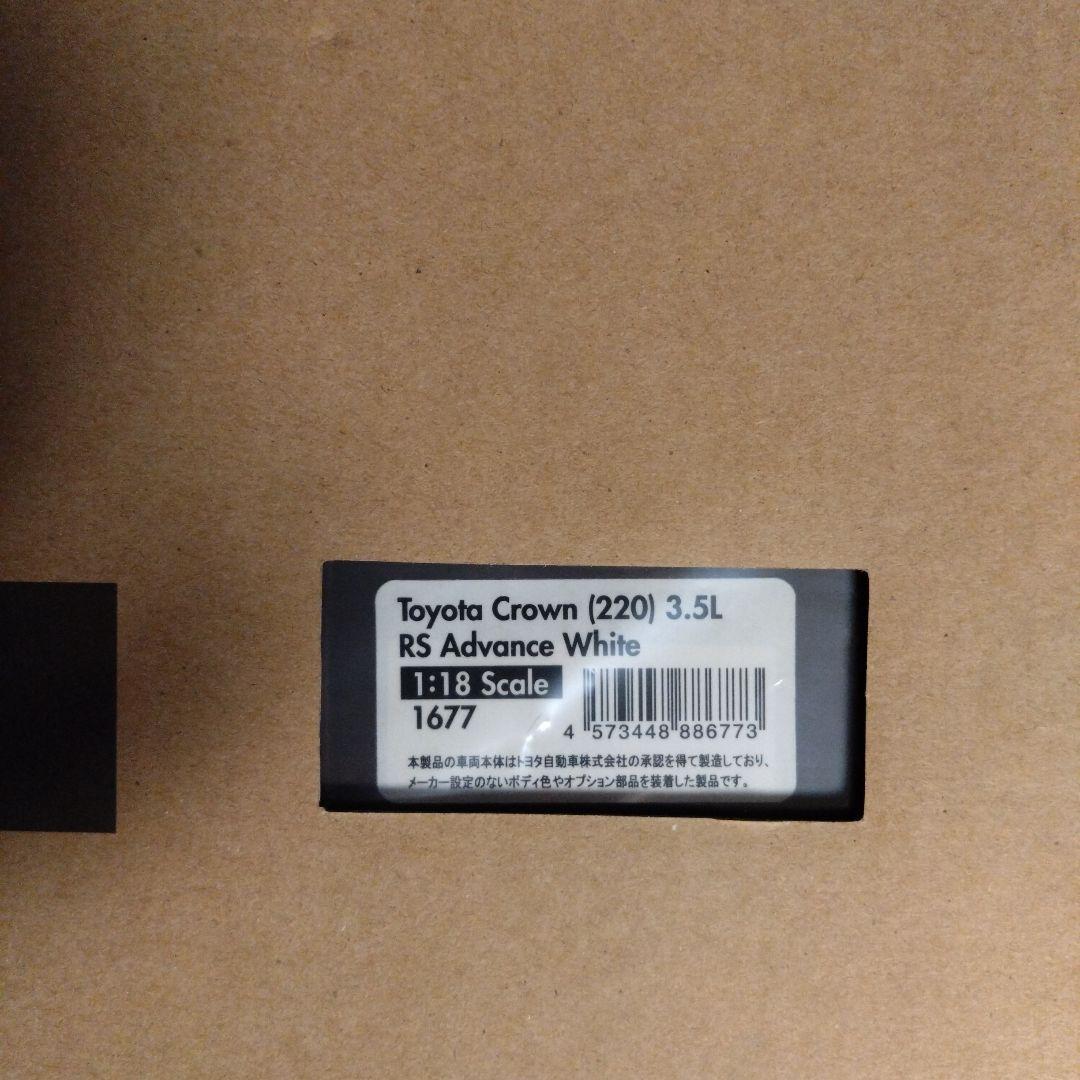 Toyota Crown (220) 3.5L
RS Advance White
1:18 Scale
1677
4 573448 886773
本製品の車両本体はトヨタ自動車株式会社の承認を得て製造しており、
メーカー設定のないボディ色やオプション部品を装着した製品です。